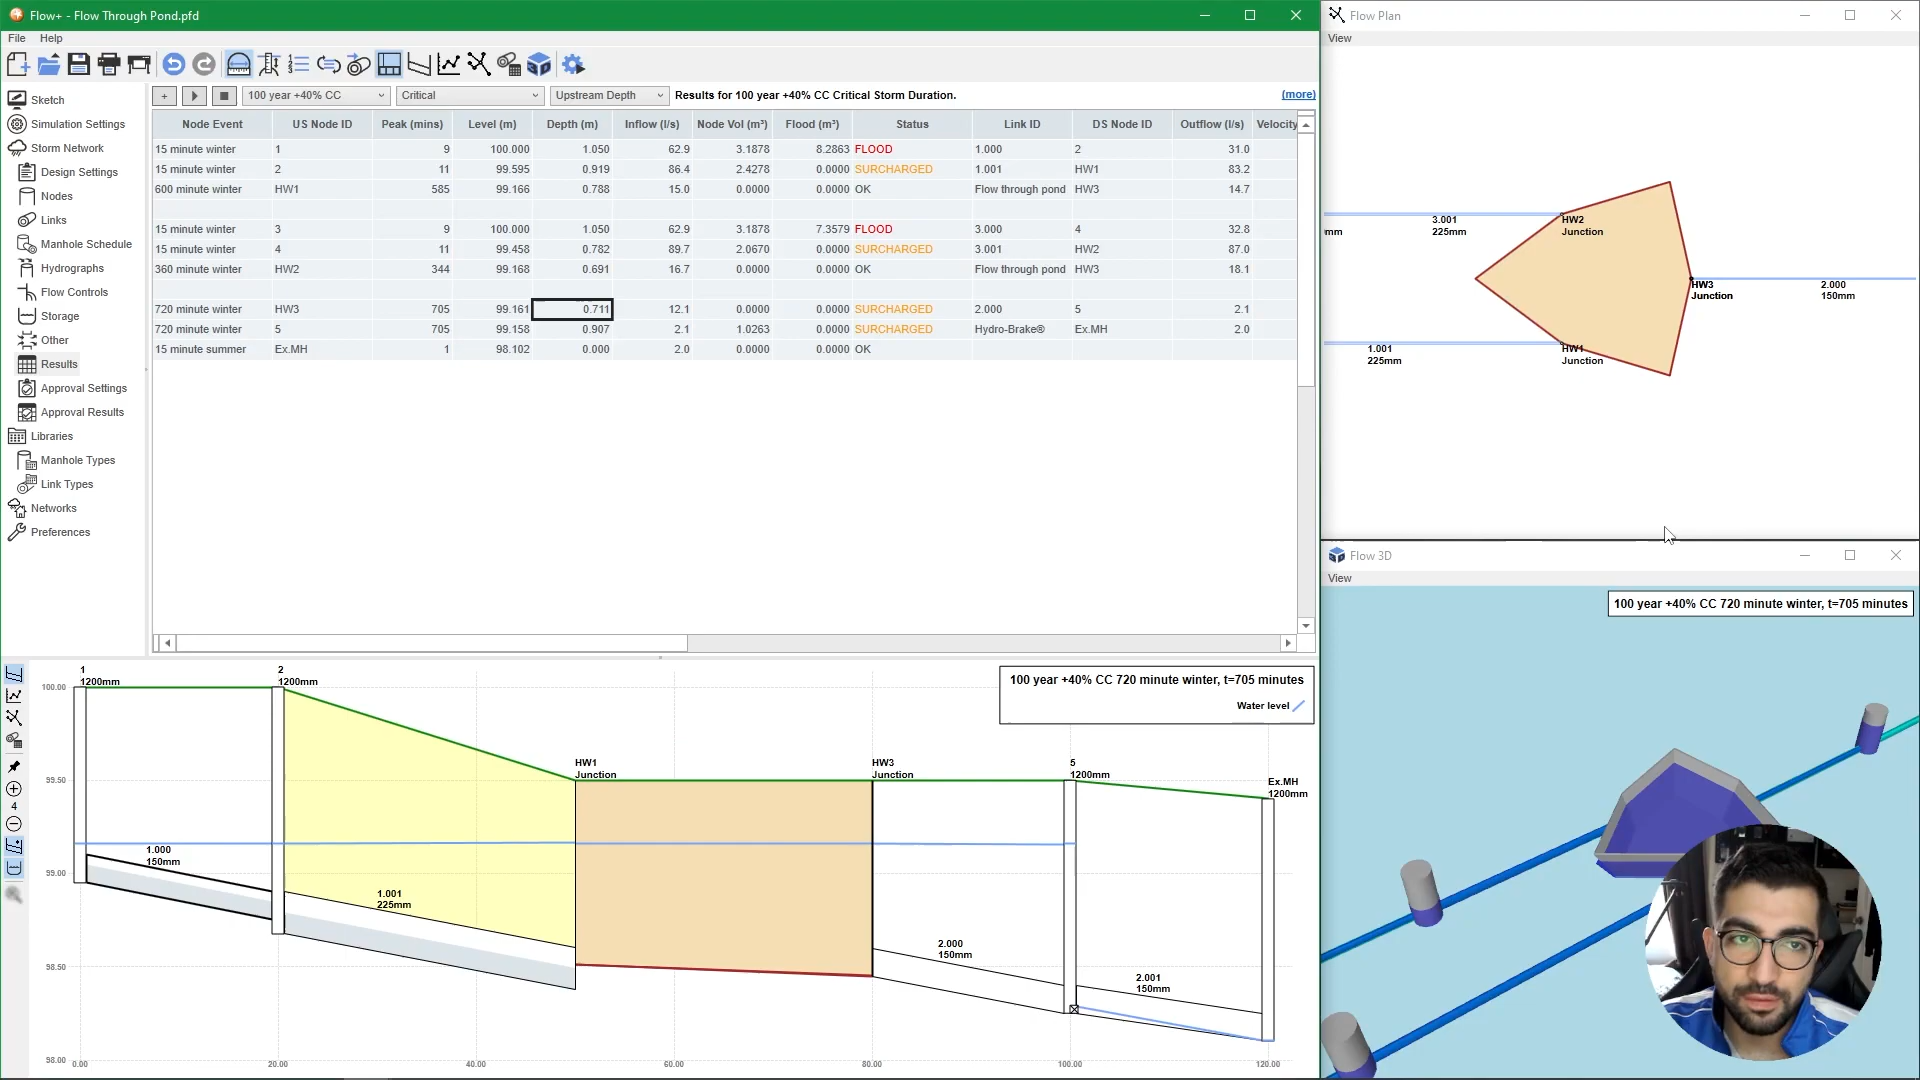 Flow+ - Flow Through Pond.pfd
File Help
Sketch
Simulation Settings
Storm Network
Design Settings
Nodes
Links
Manhole Schedule
Hydrographs
Flow Controls
Storage
Other
Results
Approval Settings
Approval Results
Libraries
Manhole Types
Link Types
Networks
Preferences
100 year +40% CC Critical Upstream Depth Results for 100 year +40% CC Critical Storm Duration. (more)
Node Event US Node ID Peak (mins) Level (m) Depth (m) Inflow (l/s) Node Vol (m³) Flood (m³) Status Link ID DS Node ID Outflow (l/s) Velocity
15 minute winter 1 9 100.000 1.050 62.9 3.1878 8.2863 FLOOD 1.000 2 31.0
15 minute winter 2 11 99.595 0.919 86.4 2.4278 0.0000 SURCHARGED 1.001 HW1 83.2
600 minute winter HW1 585 99.166 0.788 15.0 0.0000 0.0000 OK Flow through pond HW3 14.7
15 minute winter 3 9 100.000 1.050 62.9 3.1878 7.3579 FLOOD 3.000 4 32.8
15 minute winter 4 11 99.458 0.782 89.7 2.0670 0.0000 SURCHARGED 3.001 HW2 87.0
360 minute winter HW2 344 99.168 0.691 16.7 0.0000 0.0000 OK Flow through pond HW3 18.1
720 minute winter HW3 705 99.161 0.711 12.1 0.0000 0.0000 SURCHARGED 2.000 5 2.1
720 minute winter 5 705 99.158 0.907 2.1 1.0263 0.0000 SURCHARGED Hydro-Brake® Ex.MH 2.0
15 minute summer Ex.MH 1 98.102 0.000 2.0 0.0000 0.0000 OK
4
1
1200mm
2
1200mm
100 year +40% CC 720 minute winter, t=705 minutes
Water level
HW1
Junction
HW3
Junction
5
1200mm
Ex.MH
1200mm
1.000
150mm
1.001
225mm
2.000
150mm
2.001
150mm
100.00
99.50
99.00
98.50
98.00
0.00 20.00 40.00 60.00 80.00 100.00 120.00
Flow Plan
View
mm
3.001
225mm
HW2
Junction
HW3
Junction
2.000
150mm
1.001
225mm
HW1
Junction
Flow 3D
View
100 year +40% CC 720 minute winter, t=705 minutes